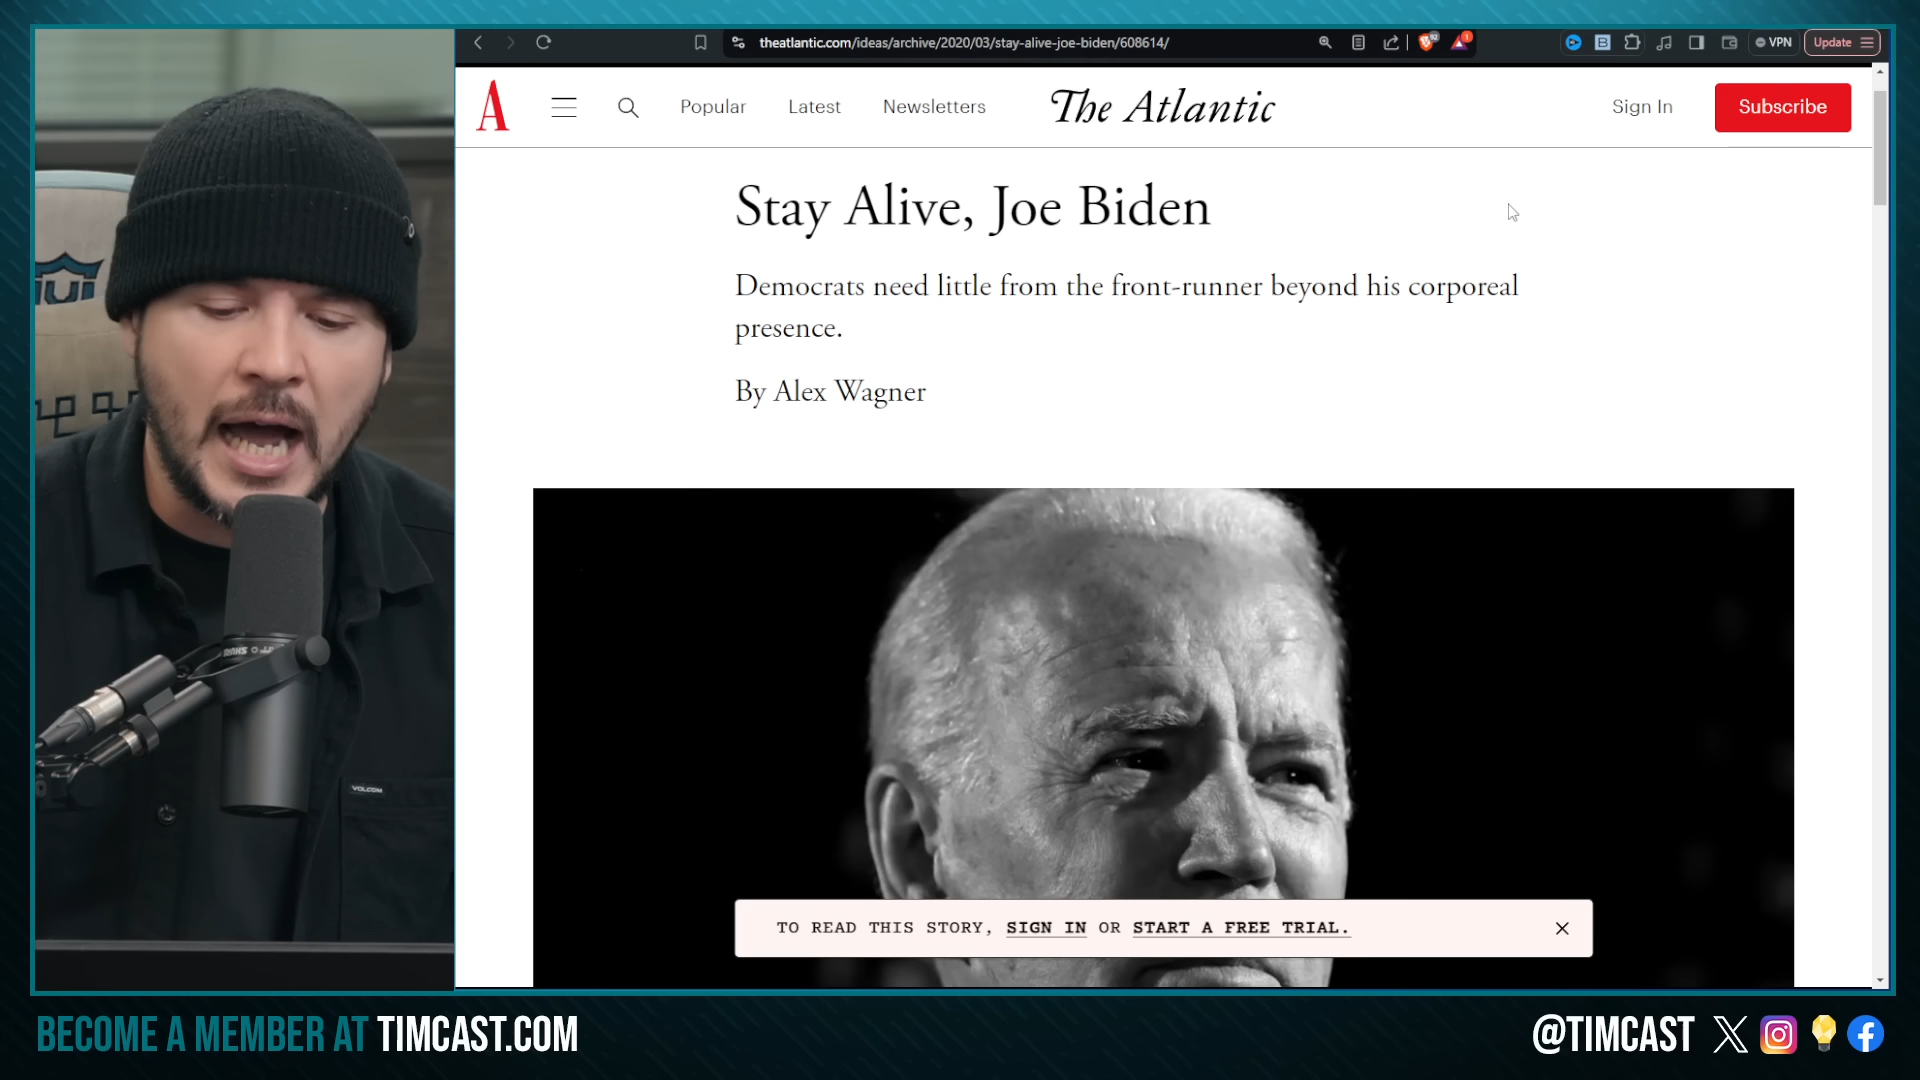 theatlantic.com/ideas/archive/2020/03/stay-alive-joe-biden/608614/
VPN
Update
A
Popular
Latest
Newsletters
The Atlantic
Sign In
Subscribe
Stay Alive, Joe Biden
Democrats need little from the front-runner beyond his corporeal
presence.
By Alex Wagner
TO READ THIS STORY, SIGN IN OR START A FREE TRIAL.
VOLCOM
BECOME A MEMBER AT TIMCAST.COM
@TIMCAST